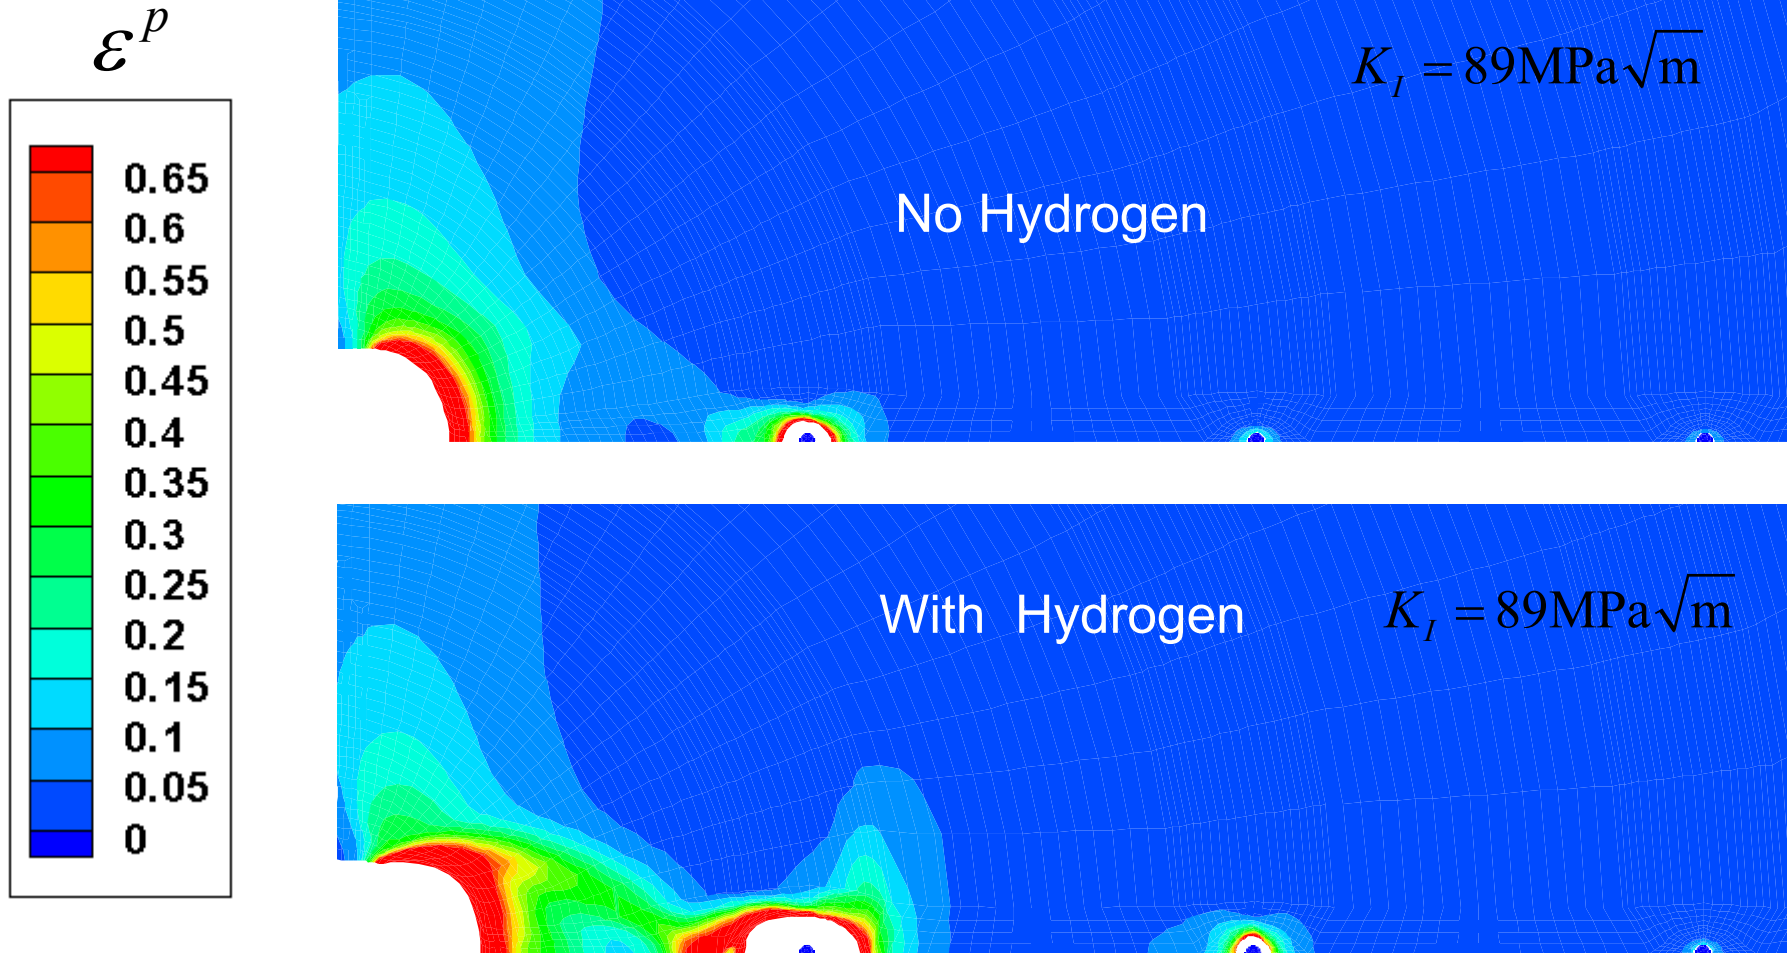 εᵖ
0.65
0.6
0.55
0.5
0.45
0.4
0.35
0.3
0.25
0.2
0.15
0.1
0.05
0
K_I = 89MPa√m
No Hydrogen
With Hydrogen
K_I = 89MPa√m